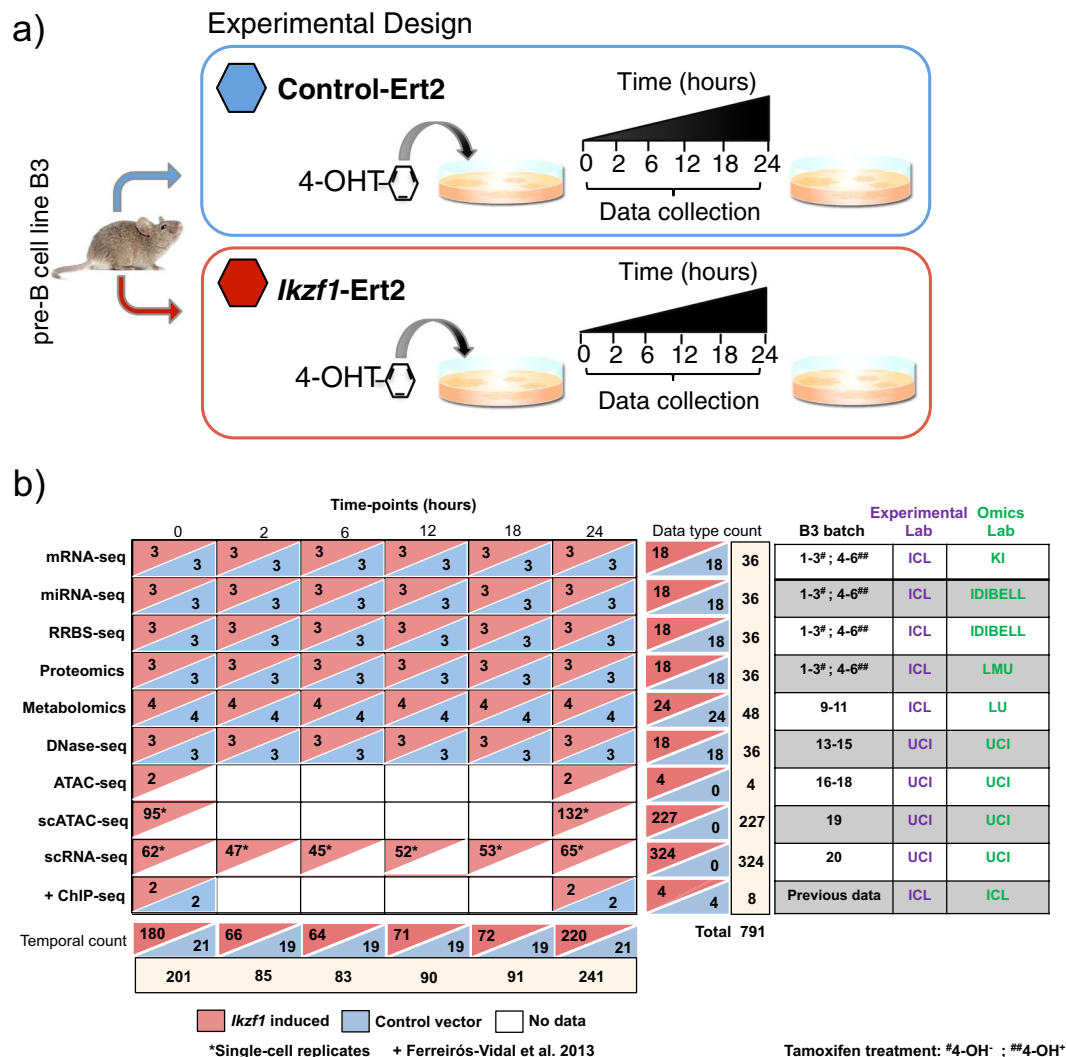 a)
Experimental Design
pre-B cell line B3
Control-Ert2
Time (hours)
4-OHT
0 2 6 12 18 24
Data collection
Ikzf1-Ert2
Time (hours)
4-OHT
0 2 6 12 18 24
Data collection
b)
Time-points (hours)
0 2 6 12 18 24 Data type count B3 batch Experimental Lab Omics Lab
mRNA-seq 3 3 3 3 3 3 3 3 3 3 3 3 18 18 36 1-3# ; 4-6## ICL KI
miRNA-seq 3 3 3 3 3 3 3 3 3 3 3 3 18 18 36 1-3# ; 4-6## ICL IDIBELL
RRBS-seq 3 3 3 3 3 3 3 3 3 3 3 3 18 18 36 1-3# ; 4-6## ICL IDIBELL
Proteomics 3 3 3 3 3 3 3 3 3 3 3 3 18 18 36 1-3# ; 4-6## ICL LMU
Metabolomics 4 4 4 4 4 4 4 4 4 4 4 4 24 24 48 9-11 ICL LU
DNase-seq 3 3 3 3 3 3 3 3 3 3 3 3 18 18 36 13-15 UCI UCI
ATAC-seq 2 2 4 0 4 16-18 UCI UCI
scATAC-seq 95* 132* 227 0 227 19 UCI UCI
scRNA-seq 62* 47* 45* 52* 53* 65* 324 0 324 20 UCI UCI
+ ChIP-seq 2 2 2 2 4 4 8 Previous data ICL ICL
Temporal count 180 21 66 19 64 19 71 19 72 19 220 21 Total 791
201 85 83 90 91 241
Ikzf1 induced Control vector No data
*Single-cell replicates + Ferreirós-Vidal et al. 2013 Tamoxifen treatment: #4-OH- ; ##4-OH+